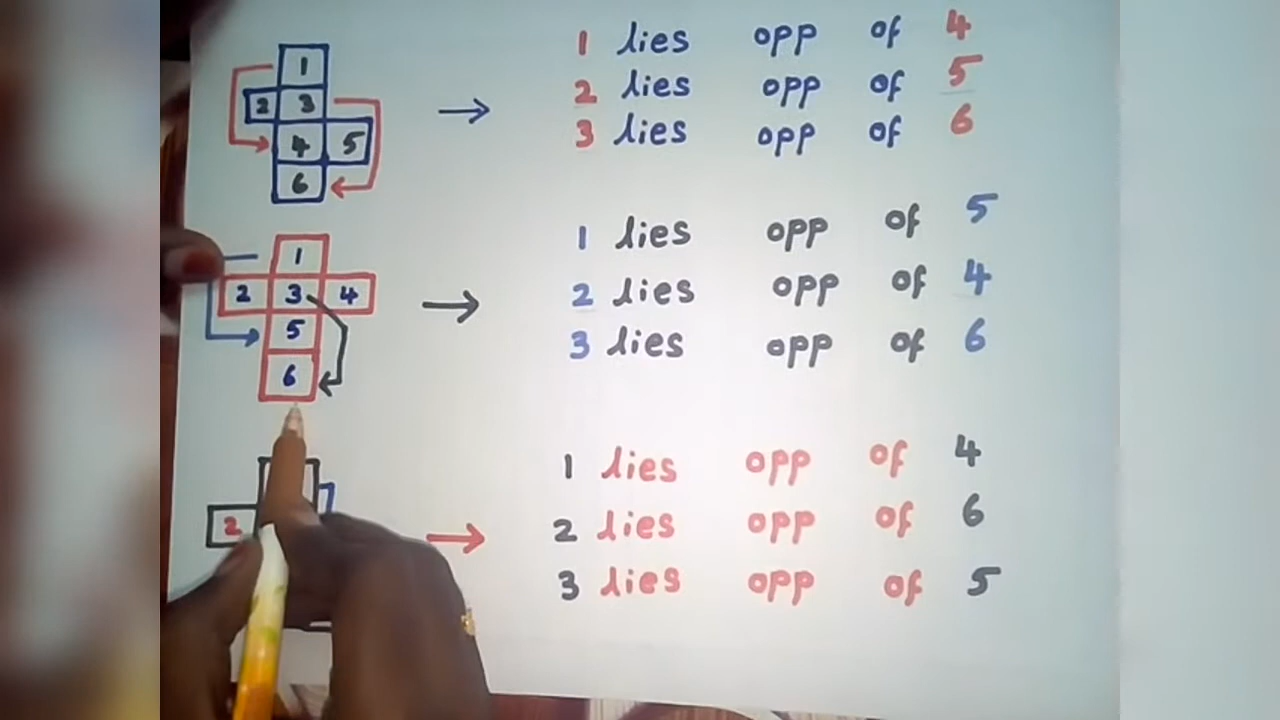 1
2 3
4 5
6
1 lies opp of 4
2 lies opp of 5
3 lies opp of 6
1
2 3 4
5
6
1 lies opp of 5
2 lies opp of 4
3 lies opp of 6
2
1 lies opp of 4
2 lies opp of 6
3 lies opp of 5